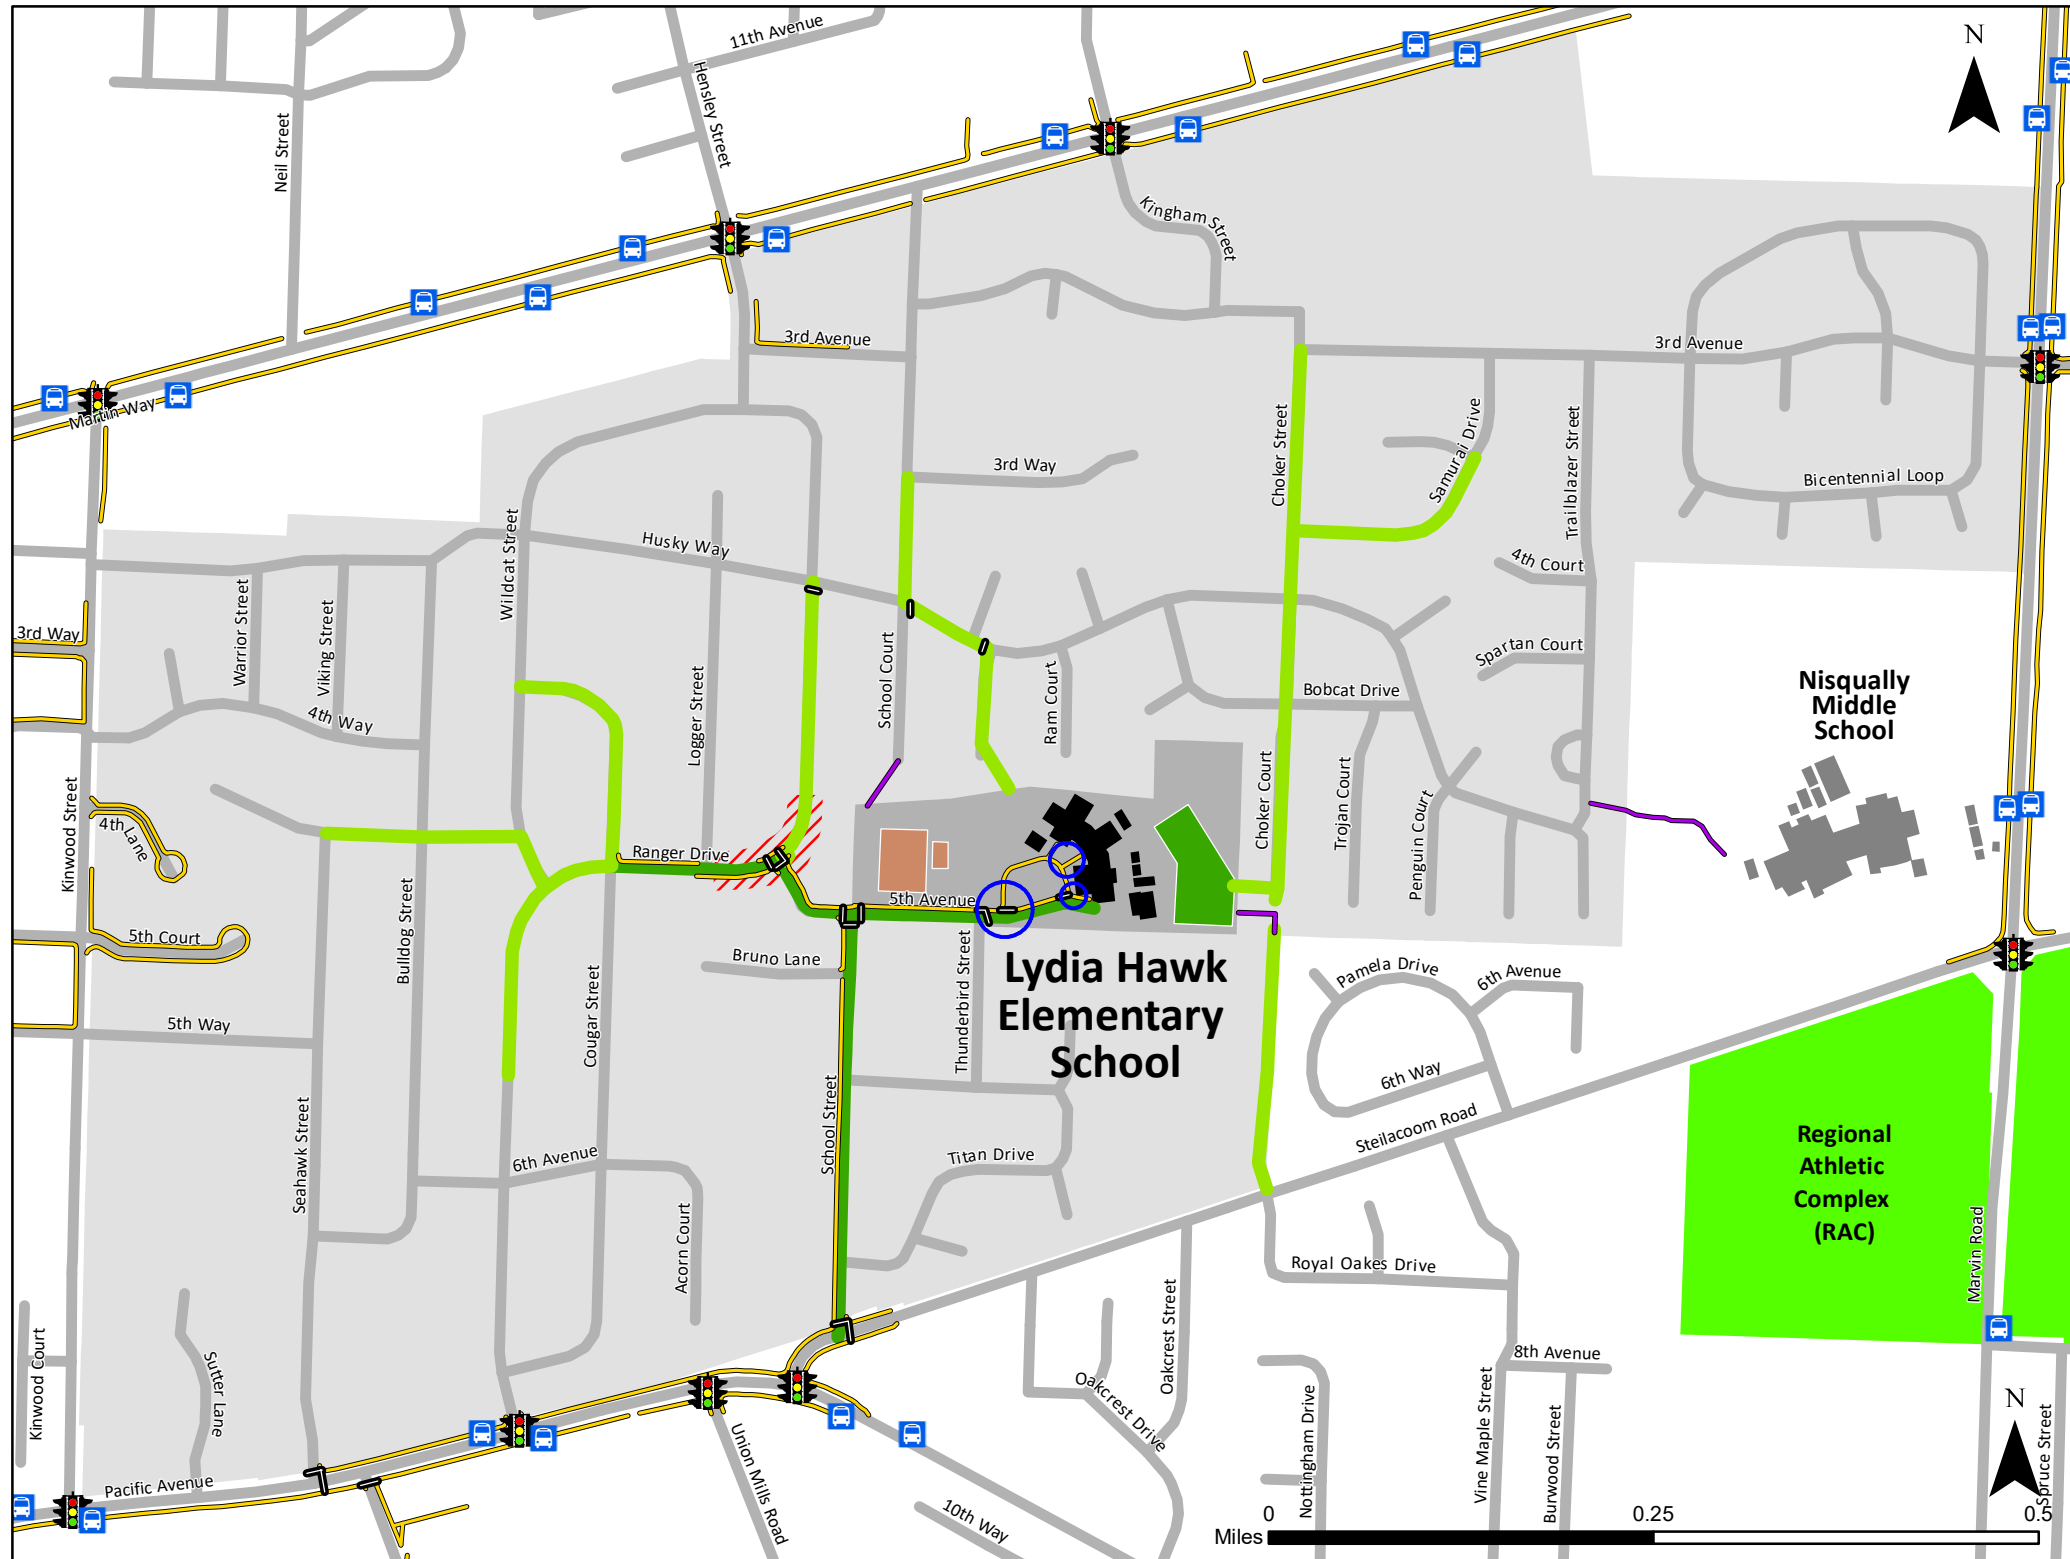 11th Avenue
N
Hensley Street
Neil Street
Kingham Street
3rd Avenue
3rd Avenue
Martin Way
Choker Street
Samurai Drive
Trailblazer Street
3rd Way
Bicentennial Loop
Wildcat Street
Husky Way
4th Court
Warrior Street
Viking Street
3rd Way
School Court
Spartan Court
Logger Street
Ram Court
Bobcat Drive
Nisqually
Middle
School
4th Way
Kinwood Street
Choker Court
Trojan Court
Penguin Court
4th Lane
Ranger Drive
5th Avenue
5th Court
Bulldog Street
Bruno Lane
Thunderbird Street
Lydia Hawk
Elementary
School
Pamela Drive
6th Avenue
5th Way
Cougar Street
6th Way
Steilacoom Road
School Street
Seahawk Street
6th Avenue
Titan Drive
Regional
Athletic
Complex
(RAC)
Acorn Court
Royal Oakes Drive
Marvin Road
Oakcrest Street
Kinwood Court
Sutter Lane
Oakcrest Drive
8th Avenue
Nottingham Drive
Vine Maple Street
Burwood Street
N
Spruce Street
Pacific Avenue
Union Mills Road
10th Way
0
0.25
0.5
Miles